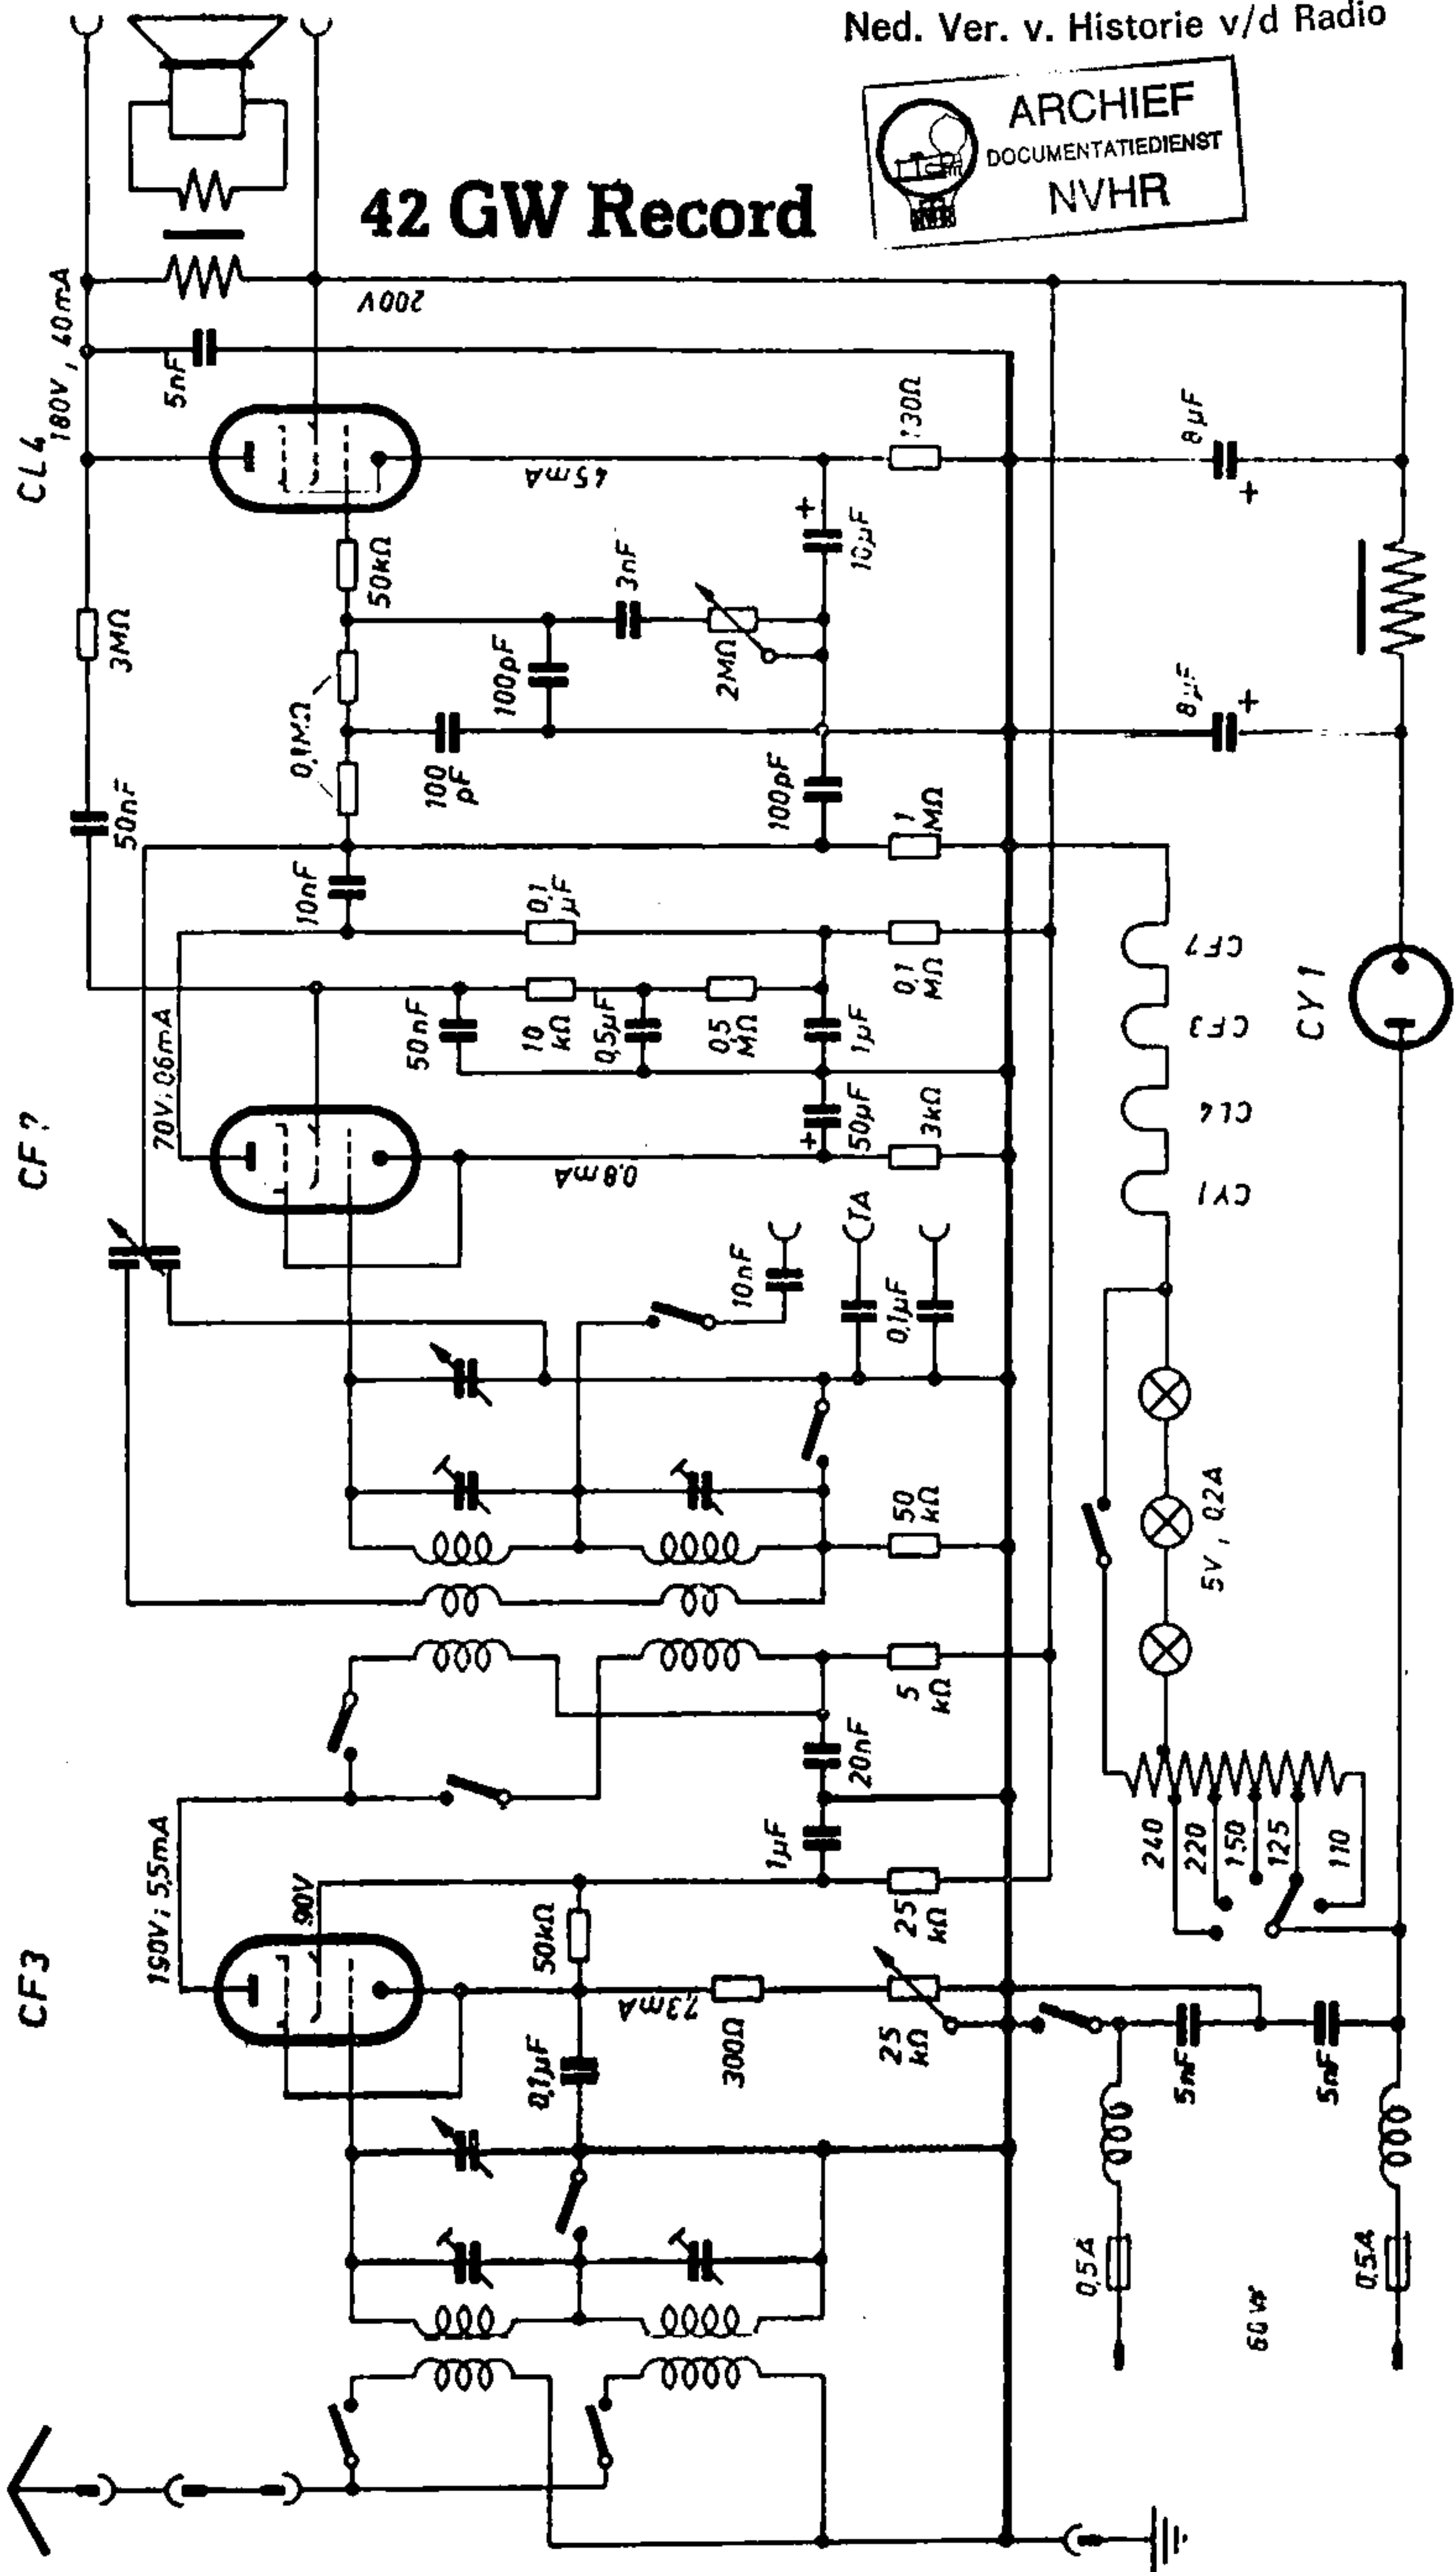 Ned. Ver. v. Historie v/d Radio
ARCHIEF
DOCUMENTATIEDIENST
NVHR
42 GW Record
CL4
180V, 40mA
200V
5nF
45mA
130Ω
8µF
+
50kΩ
3nF
+
10µF
3MΩ
100pF
2MΩ
0,1MΩ
8µF
+
50nF
100
pF
100pF
1
MΩ
10nF
0,1
µF
CF7
70V; 0,6mA
50nF
10
kΩ
0,5µF
0,5
MΩ
1µF
0,1
MΩ
CF?
0,8mA
+
50µF
3kΩ
CF3
CL4
CY1
CY1
10nF
TA
0,1µF
50
kΩ
5V, 0,2A
5
kΩ
20nF
1µF
240
220
150
125
110
CF3
190V; 5,5mA
90V
50kΩ
25
kΩ
7,3mA
0,1µF
300Ω
25
kΩ
5nF
5nF
0,5A
0,5A
60W